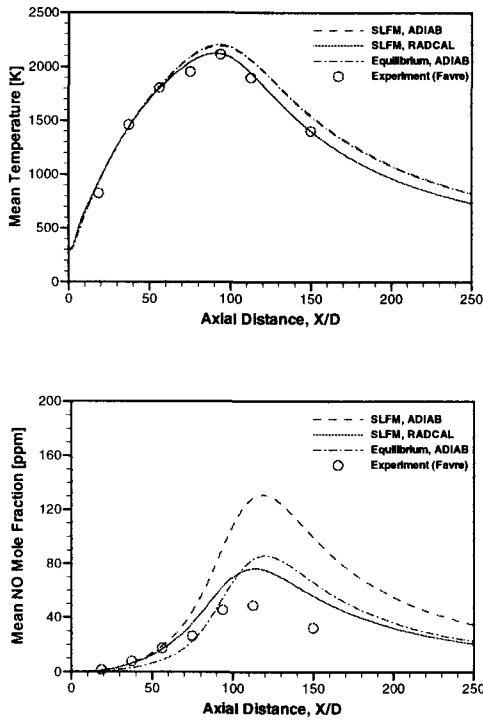 2500
2000
1500
1000
500
0
Mean Temperature [K]
SLFM, ADIAB
SLFM, RADCAL
Equilibrium, ADIAB
Experiment (Favre)
0 50 100 150 200 250
Axial Distance, X/D
200
160
120
80
40
0
Mean NO Mole Fraction [ppm]
SLFM, ADIAB
SLFM, RADCAL
Equilibrium, ADIAB
Experiment (Favre)
0 50 100 150 200 250
Axial Distance, X/D